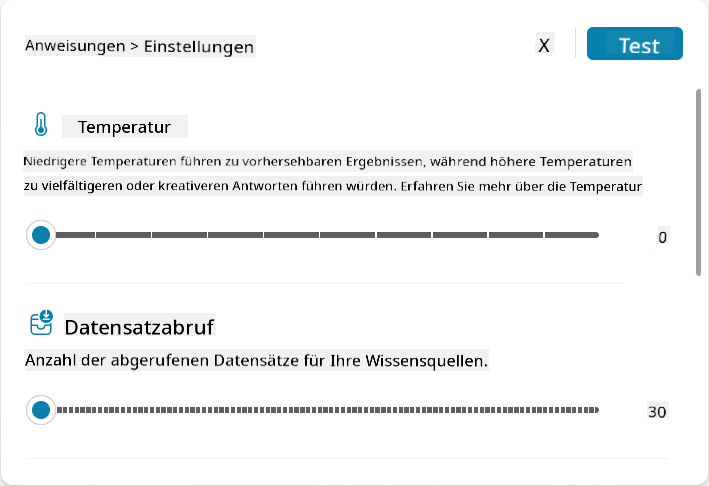 Anweisungen > Einstellungen
X
Test
Temperatur
Niedrigere Temperaturen führen zu vorhersehbaren Ergebnissen, während höhere Temperaturen
zu vielfältigeren oder kreativeren Antworten führen würden. Erfahren Sie mehr über die Temperatur
0
Datensatzabruf
Anzahl der abgerufenen Datensätze für Ihre Wissensquellen.
30